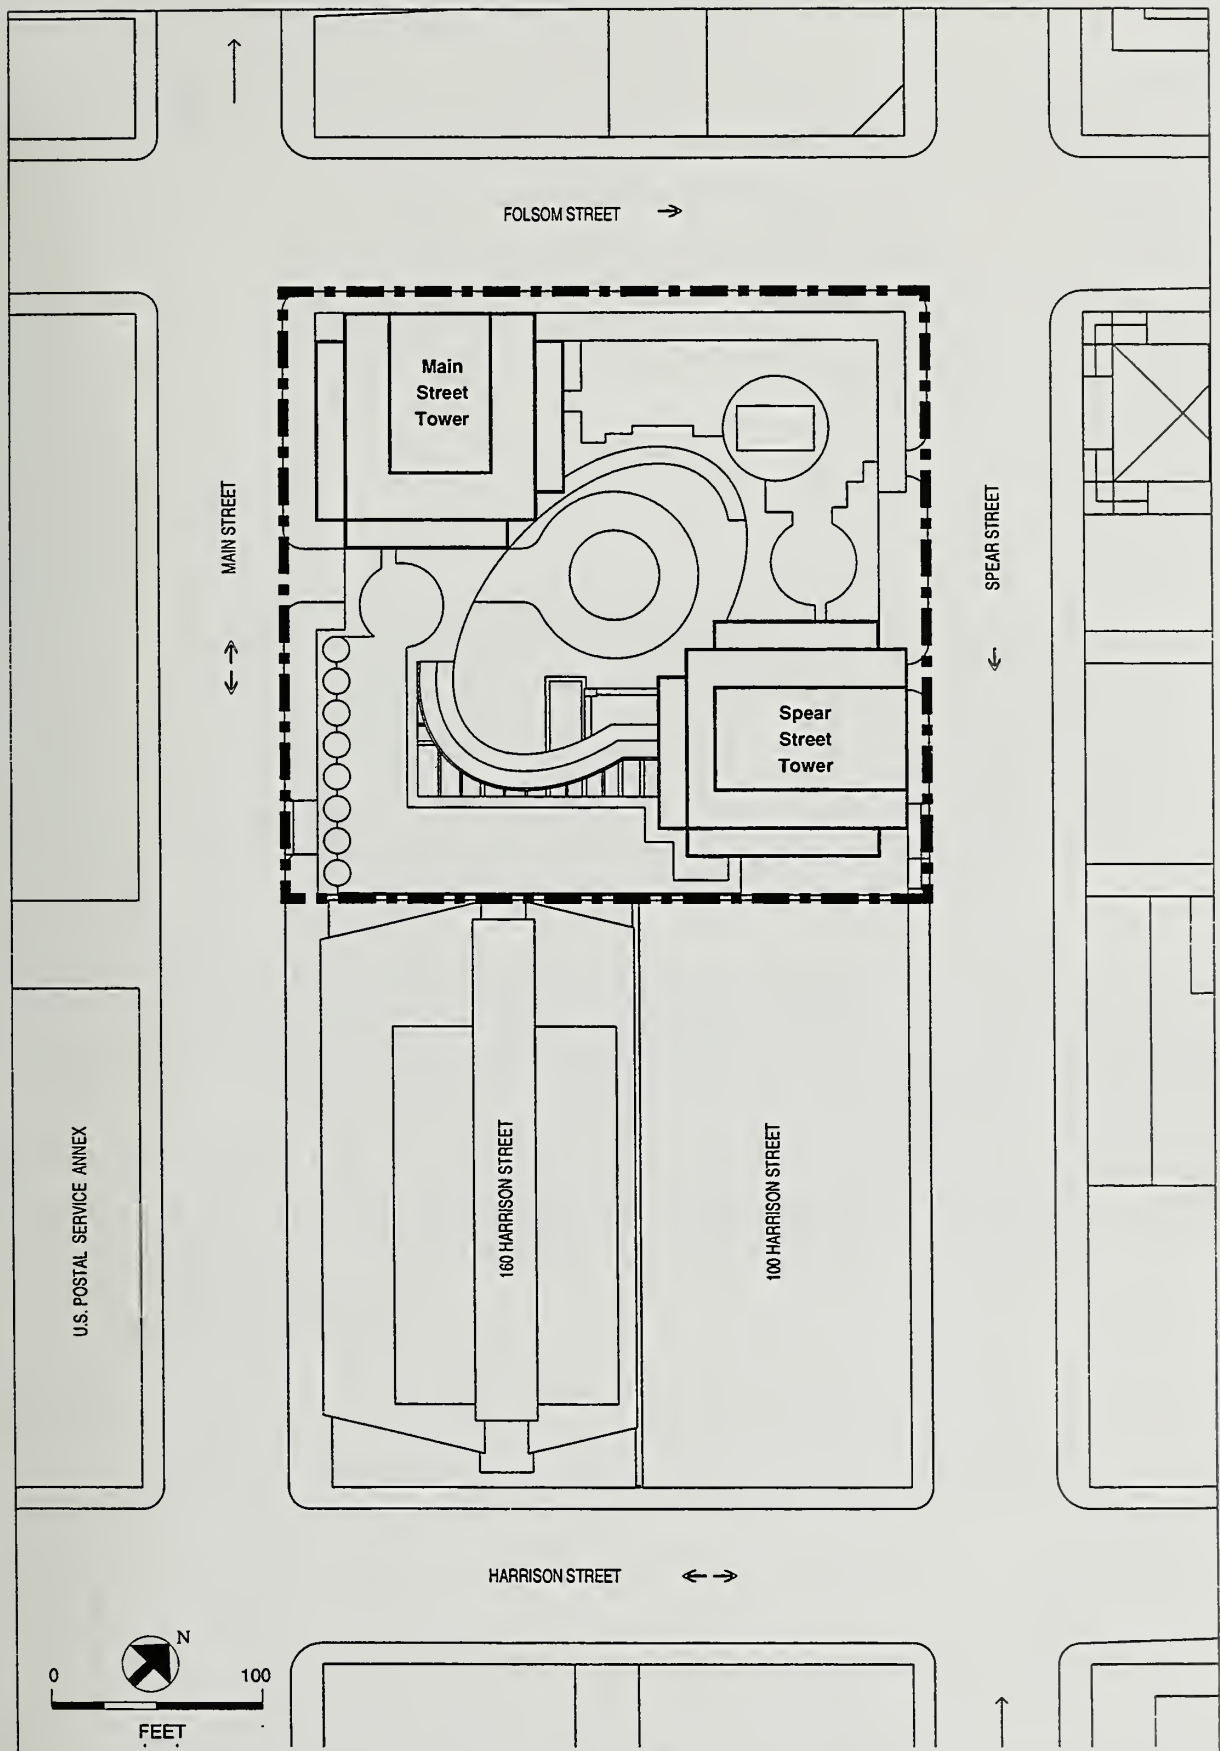 FOLSOM STREET
Main
Street
Tower
MAIN STREET
SPEAR STREET
Spear
Street
Tower
U.S. POSTAL SERVICE ANNEX
160 HARRISON STREET
100 HARRISON STREET
HARRISON STREET
N
0 100
FEET